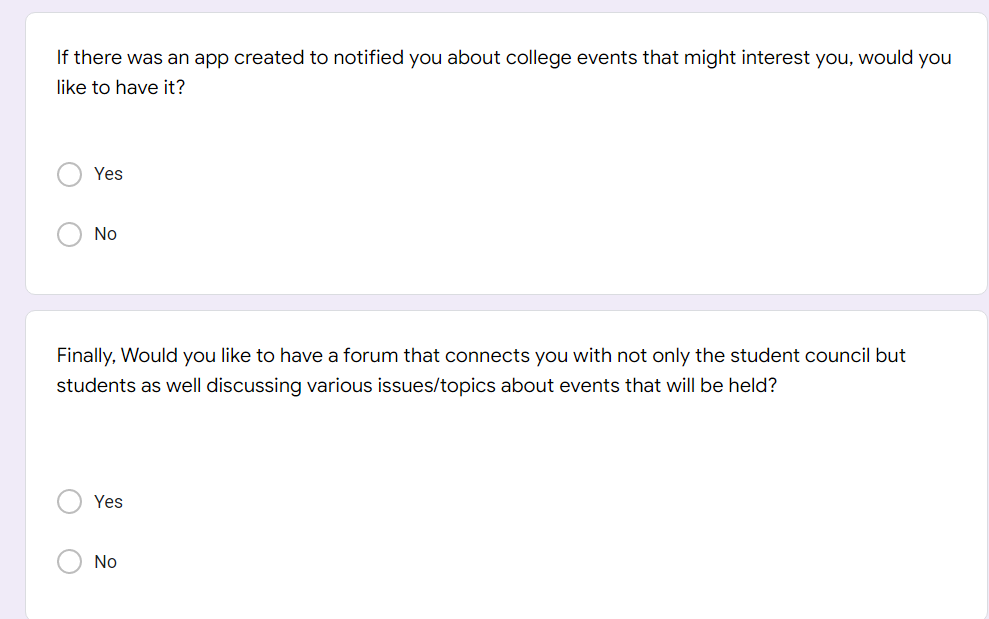 If there was an app created to notified you about college events that might interest you, would you
like to have it?
Yes
No
Finally, Would you like to have a forum that connects you with not only the student council but
students as well discussing various issues/topics about events that will be held?
Yes
No